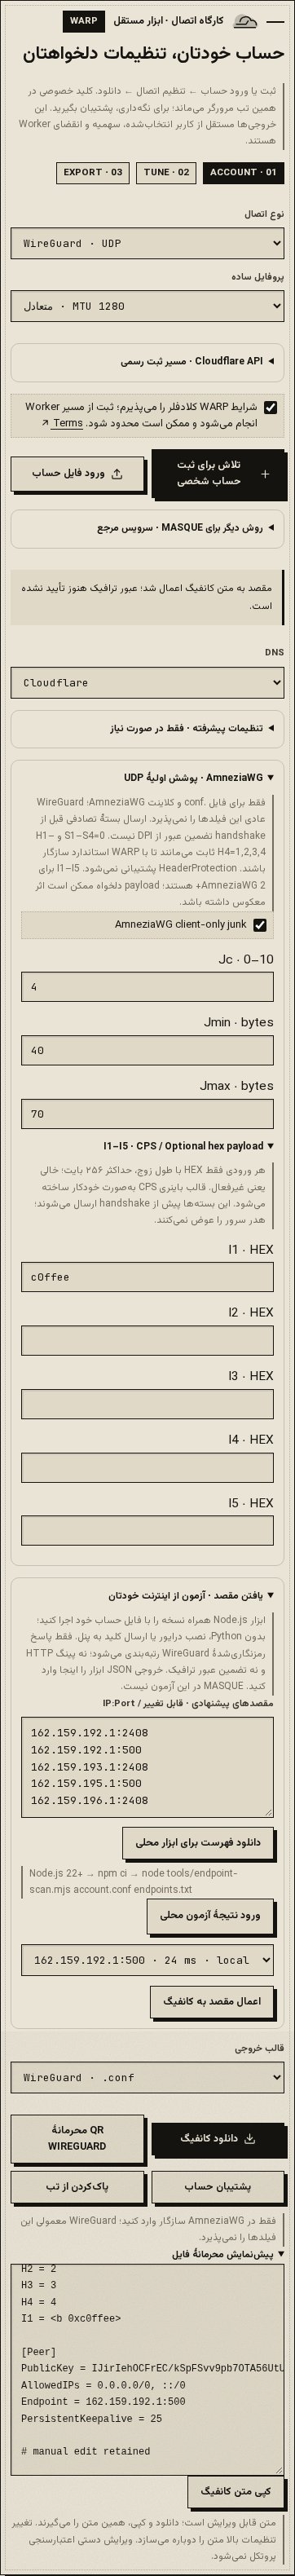 کارگاه اتصال · ابزار مستقل WARP
حساب خودتان، تنظیمات دلخواهتان
ثبت یا ورود حساب ← تنظیم اتصال ← دانلود. کلید خصوصی در
همین تب مرورگر می‌ماند؛ برای نگه‌داری، پشتیبان بگیرید. این
خروجی‌ها مستقل از کاربر انتخاب‌شده، سهمیه و انقضای Worker
هستند.
01 · ACCOUNT
02 · TUNE
03 · EXPORT
نوع اتصال
WireGuard · UDP
پروفایل ساده
متعادل · MTU 1280
Cloudflare API · مسیر ثبت رسمی
شرایط WARP کلادفلر را می‌پذیرم؛ ثبت از مسیر Worker
انجام می‌شود و ممکن است محدود شود. Terms ↗
تلاش برای ثبت
حساب شخصی
ورود فایل حساب
روش دیگر برای MASQUE · سرویس مرجع
مقصد به متن کانفیگ اعمال شد؛ عبور ترافیک هنوز تأیید نشده
است.
DNS
Cloudflare
تنظیمات پیشرفته · فقط در صورت نیاز
AmneziaWG · پوشش اولیهٔ UDP
فقط برای فایل .conf و کلاینت AmneziaWG؛ WireGuard
عادی این فیلدها را نمی‌پذیرد. ارسال بستهٔ تصادفی قبل از
handshake تضمین عبور از DPI نیست. S1–S4=0 و H1–
H4=1,2,3,4 ثابت می‌مانند تا با WARP استاندارد سازگار
باشند. HeaderProtection پشتیبانی نمی‌شود. I1–I5 برای
AmneziaWG 2+ هستند؛ payload دلخواه ممکن است اثر
معکوس داشته باشد.
AmneziaWG client-only junk
Jc · 0–10
4
Jmin · bytes
40
Jmax · bytes
70
I1–I5 · CPS / Optional hex payload
هر ورودی فقط HEX با طول زوج، حداکثر ۲۵۶ بایت؛ خالی
یعنی غیرفعال. قالب باینری CPS به‌صورت خودکار ساخته
می‌شود. این بسته‌ها پیش از handshake ارسال می‌شوند؛
هدر سرور را عوض نمی‌کنند.
I1 · HEX
c0ffee
I2 · HEX
I3 · HEX
I4 · HEX
I5 · HEX
یافتن مقصد · آزمون از اینترنت خودتان
ابزار Node.js همراه نسخه را با فایل حساب خود اجرا کنید؛
بدون Python، نصب درایور یا ارسال کلید به پنل. فقط پاسخ
رمزنگاری‌شدهٔ WireGuard رتبه‌بندی می‌شود؛ نه پینگ HTTP
و نه تضمین عبور ترافیک. خروجی JSON ابزار را اینجا وارد
کنید. MASQUE در این آزمون نیست.
مقصدهای پیشنهادی · قابل تغییر / IP:Port
162.159.192.1:2408
162.159.192.1:500
162.159.193.1:2408
162.159.195.1:500
162.159.196.1:2408
دانلود فهرست برای ابزار محلی
Node.js 22+ → npm ci → node tools/endpoint-
scan.mjs account.conf endpoints.txt
ورود نتیجهٔ آزمون محلی
162.159.192.1:500 · 24 ms · local
اعمال مقصد به کانفیگ
قالب خروجی
WireGuard · .conf
دانلود کانفیگ
QR محرمانهٔ
WIREGUARD
پشتیبان حساب
پاک‌کردن از تب
فقط در AmneziaWG سازگار وارد کنید؛ WireGuard معمولی این
فیلدها را نمی‌پذیرد.
پیش‌نمایش محرمانهٔ فایل
H2 = 2
H3 = 3
H4 = 4
I1 = <b 0xc0ffee>
[Peer]
PublicKey = IJirIehOCFrEC/kSpFSvv9pb7OTA56UtU
AllowedIPs = 0.0.0.0/0, ::/0
Endpoint = 162.159.192.1:500
PersistentKeepalive = 25
# manual edit retained
کپی متن کانفیگ
متن قابل ویرایش است؛ دانلود و کپی، همین متن را می‌گیرند. تغییر
تنظیمات بالا متن را دوباره می‌سازد. ویرایش دستی اعتبارسنجی
پروتکل نمی‌شود.